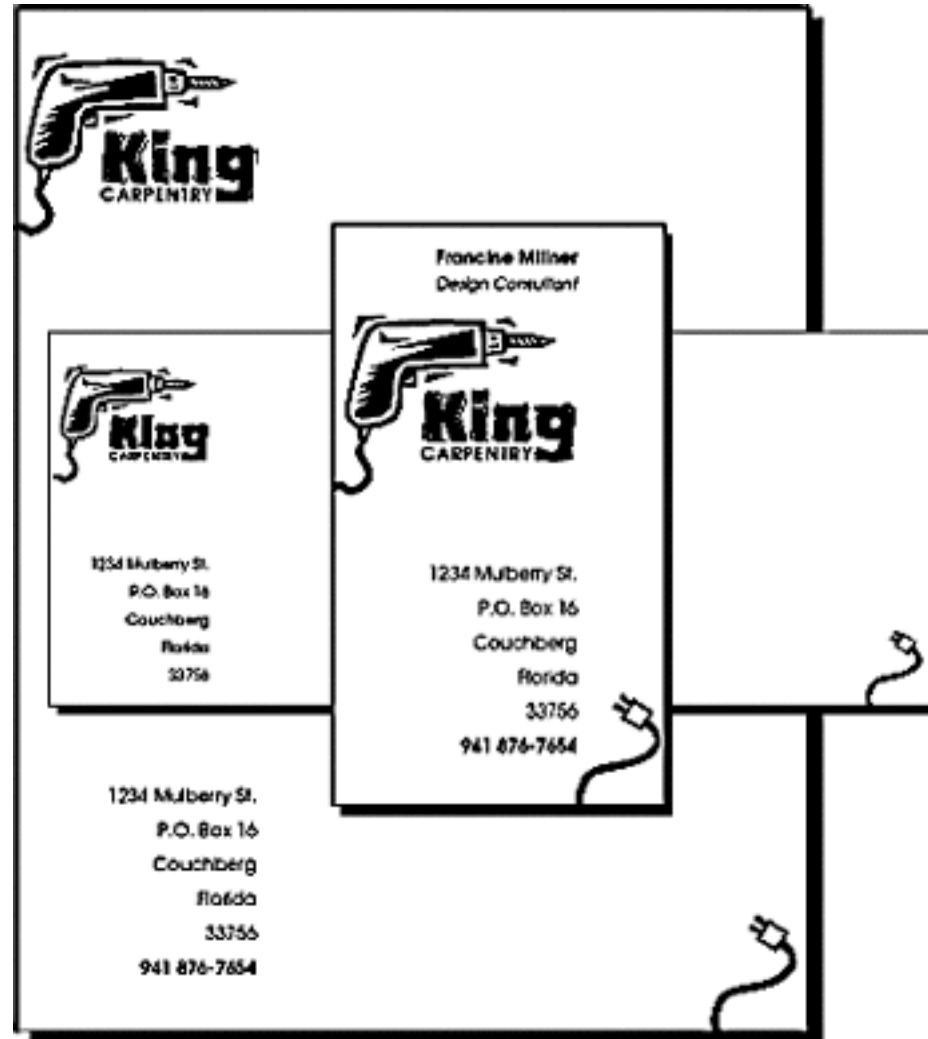 King
CARPENTRY
Francine Millner
Design Consultant
King
CARPENTRY
King
CARPENTRY
1234 Mulberry St.
P.O. Box 16
Couchberg
Florida
33756
1234 Mulberry St.
P.O. Box 16
Couchberg
Florida
33756
941 876-7654
1234 Mulberry St.
P.O. Box 16
Couchberg
Florida
33756
941 876-7654